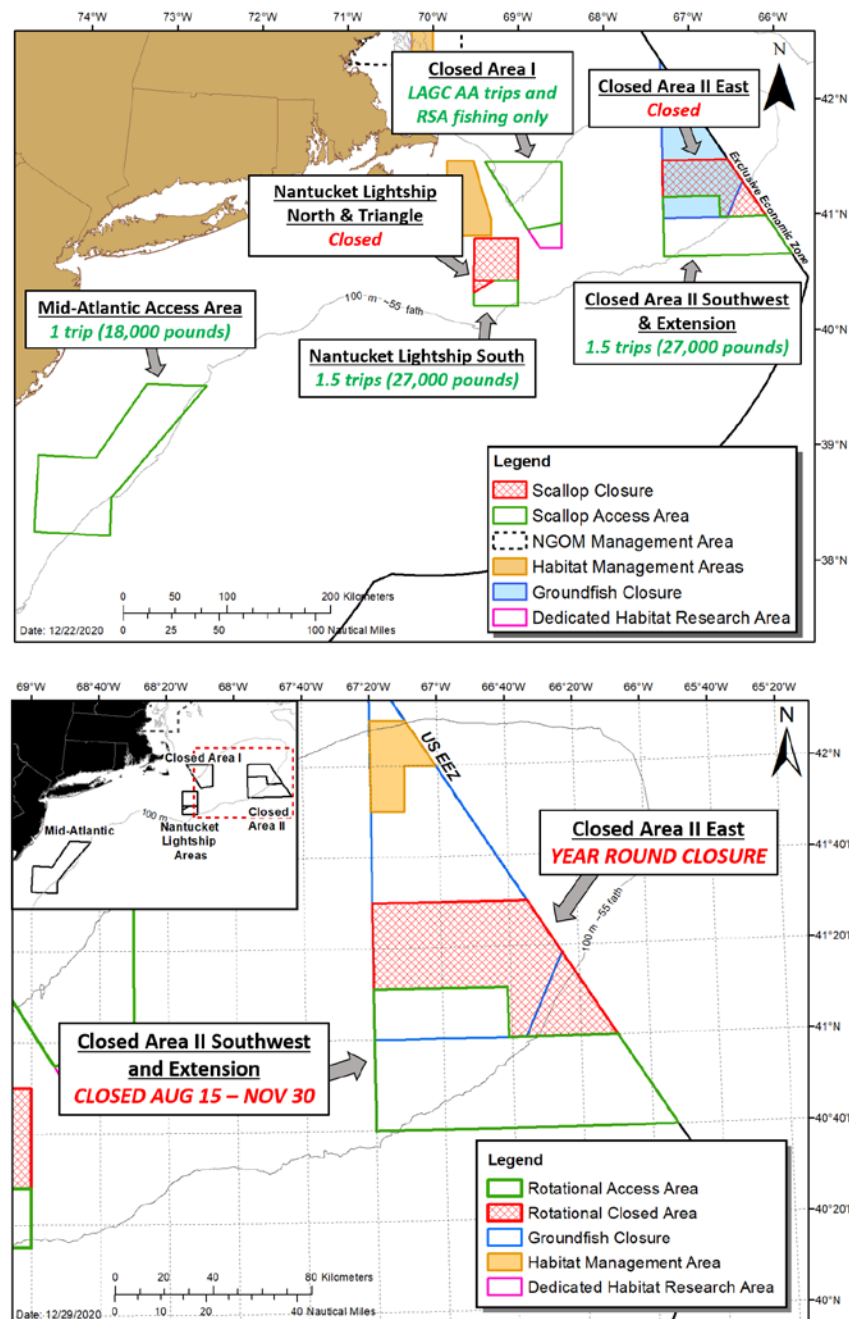 74°W 73°W 72°W 71°W 70°W 69°W 68°W 67°W 66°W
N
Closed Area I
LAGC AA trips and
RSA fishing only
Closed Area II East
Closed
42°N
Exclusive Economic Zone
Nantucket Lightship
North & Triangle
Closed
41°N
Mid-Atlantic Access Area
1 trip (18,000 pounds)
100 m ~55 fath
Closed Area II Southwest
& Extension
1.5 trips (27,000 pounds)
40°N
Nantucket Lightship South
1.5 trips (27,000 pounds)
39°N
Legend
Scallop Closure
Scallop Access Area
NGOM Management Area
Habitat Management Areas
Groundfish Closure
Dedicated Habitat Research Area
38°N
0 50 100 200 Kilometers
0 25 50 100 Nautical Miles
Date: 12/22/2020
69°W 68°40'W 68°20'W 67°40'W 67°20'W 67°W 66°40'W 66°20'W 66°W 65°40'W 65°20'W
N
US EEZ
42°N
Closed Area I
100 m
Mid-Atlantic
Nantucket
Lightship
Areas
Closed
Area II
Closed Area II East
YEAR ROUND CLOSURE
41°40'N
100 m ~55 fath
41°20'N
Closed Area II Southwest
and Extension
CLOSED AUG 15 – NOV 30
41°N
40°40'N
Legend
Rotational Access Area
Rotational Closed Area
Groundfish Closure
Habitat Management Area
Dedicated Habitat Research Area
40°20'N
40°N
0 20 40 80 Kilometers
0 10 20 40 Nautical Miles
Date: 12/29/2020